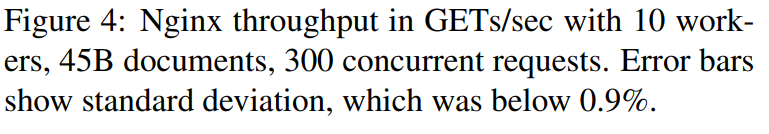 Figure 4: Nginx throughput in GETs/sec with 10 work-
ers, 45B documents, 300 concurrent requests. Error bars
show standard deviation, which was below 0.9%.